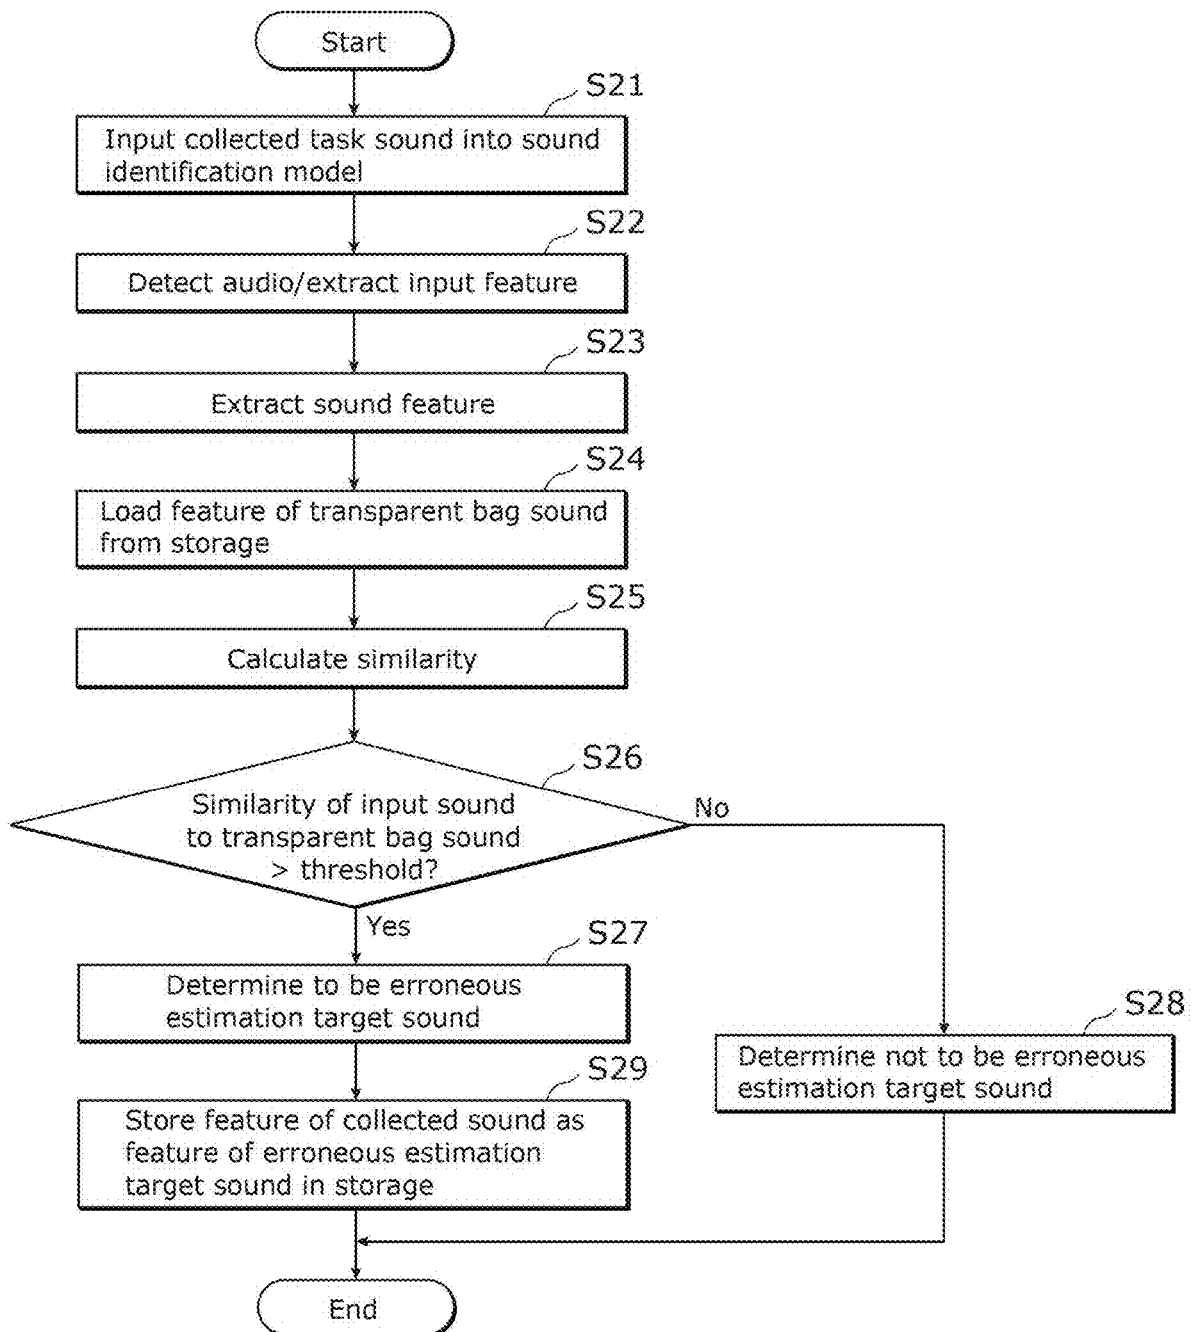 Start
S21
Input collected task sound into sound
identification model
S22
Detect audio/extract input feature
S23
Extract sound feature
S24
Load feature of transparent bag sound
from storage
S25
Calculate similarity
S26
Similarity of input sound
to transparent bag sound
> threshold?
No
Yes
S27
Determine to be erroneous
estimation target sound
S28
Determine not to be erroneous
estimation target sound
S29
Store feature of collected sound as
feature of erroneous estimation
target sound in storage
End